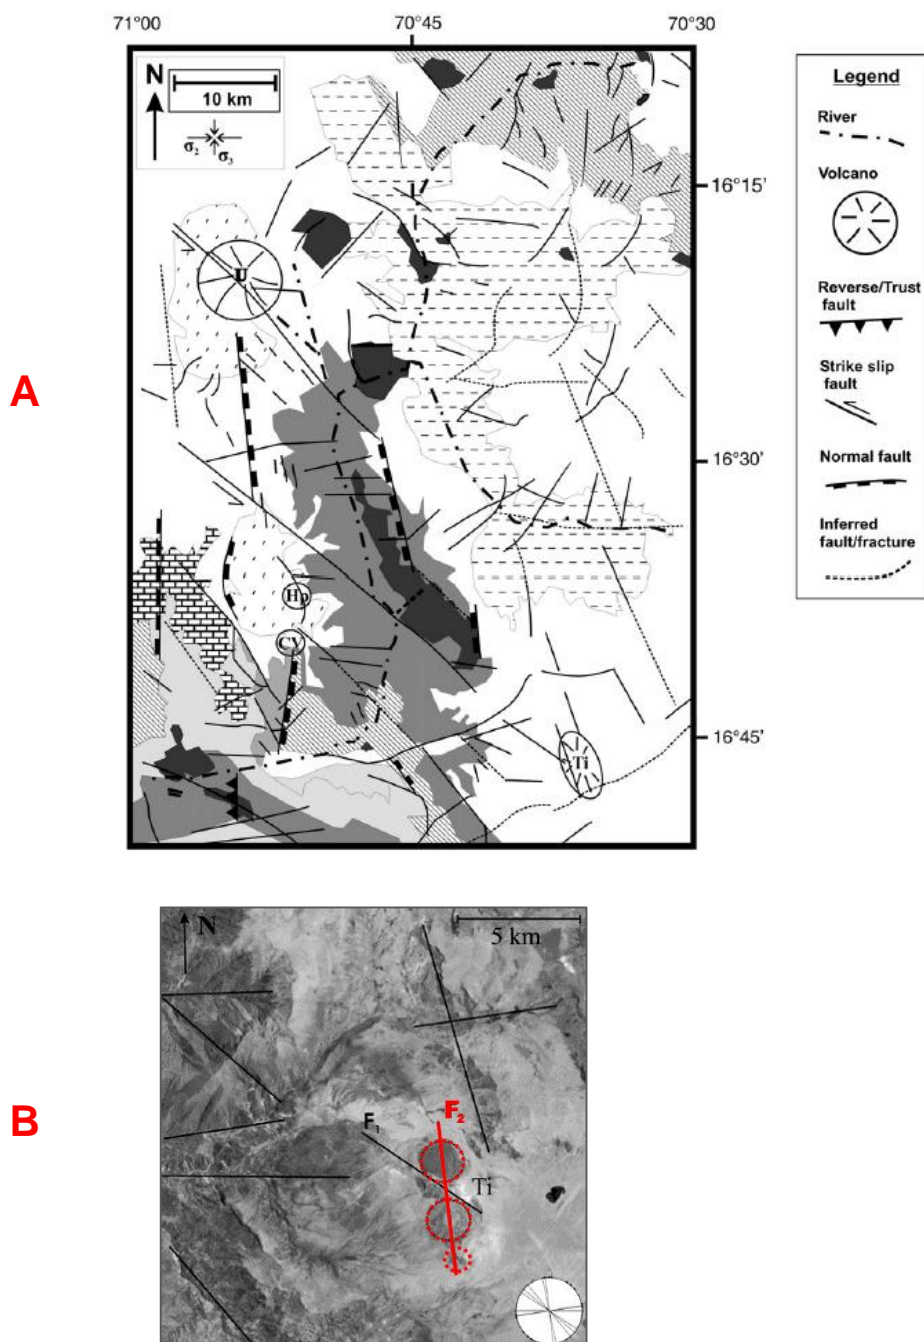 71°00 70°45 70°30
N
10 km
σ2 σ3
16°15'
U
A
16°30'
Hp
CV
16°45'
Ti
Legend
River
Volcano
Reverse/Trust
fault
Strike slip
fault
Normal fault
Inferred
fault/fracture
N
5 km
B
F1
F2
Ti